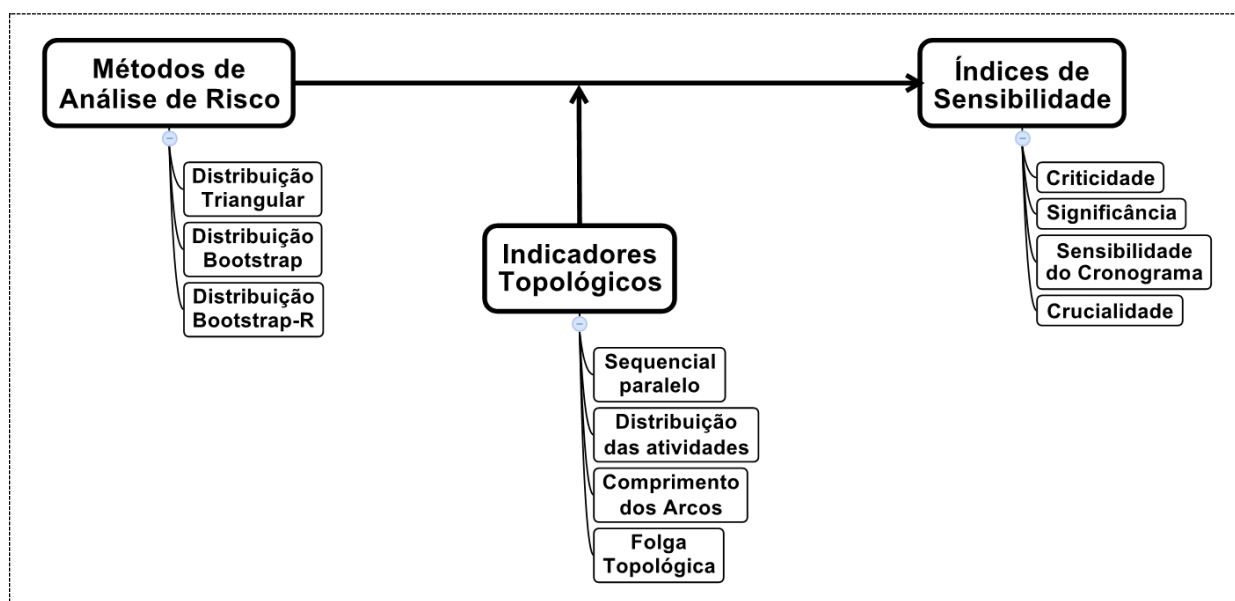 Métodos de
Análise de Risco
Distribuição
Triangular
Distribuição
Bootstrap
Distribuição
Bootstrap-R
Indicadores
Topológicos
Sequencial
paralelo
Distribuição
das atividades
Comprimento
dos Arcos
Folga
Topológica
Índices de
Sensibilidade
Criticidade
Significância
Sensibilidade
do Cronograma
Crucialidade